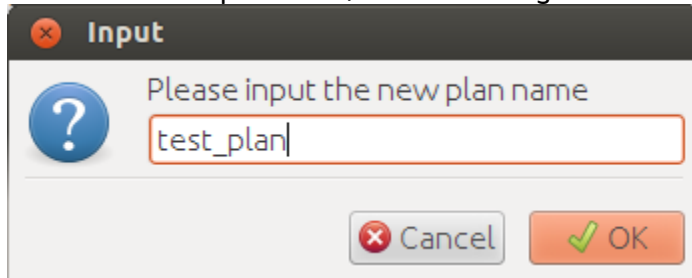 Input
Please input the new plan name
test_plan
Cancel
OK